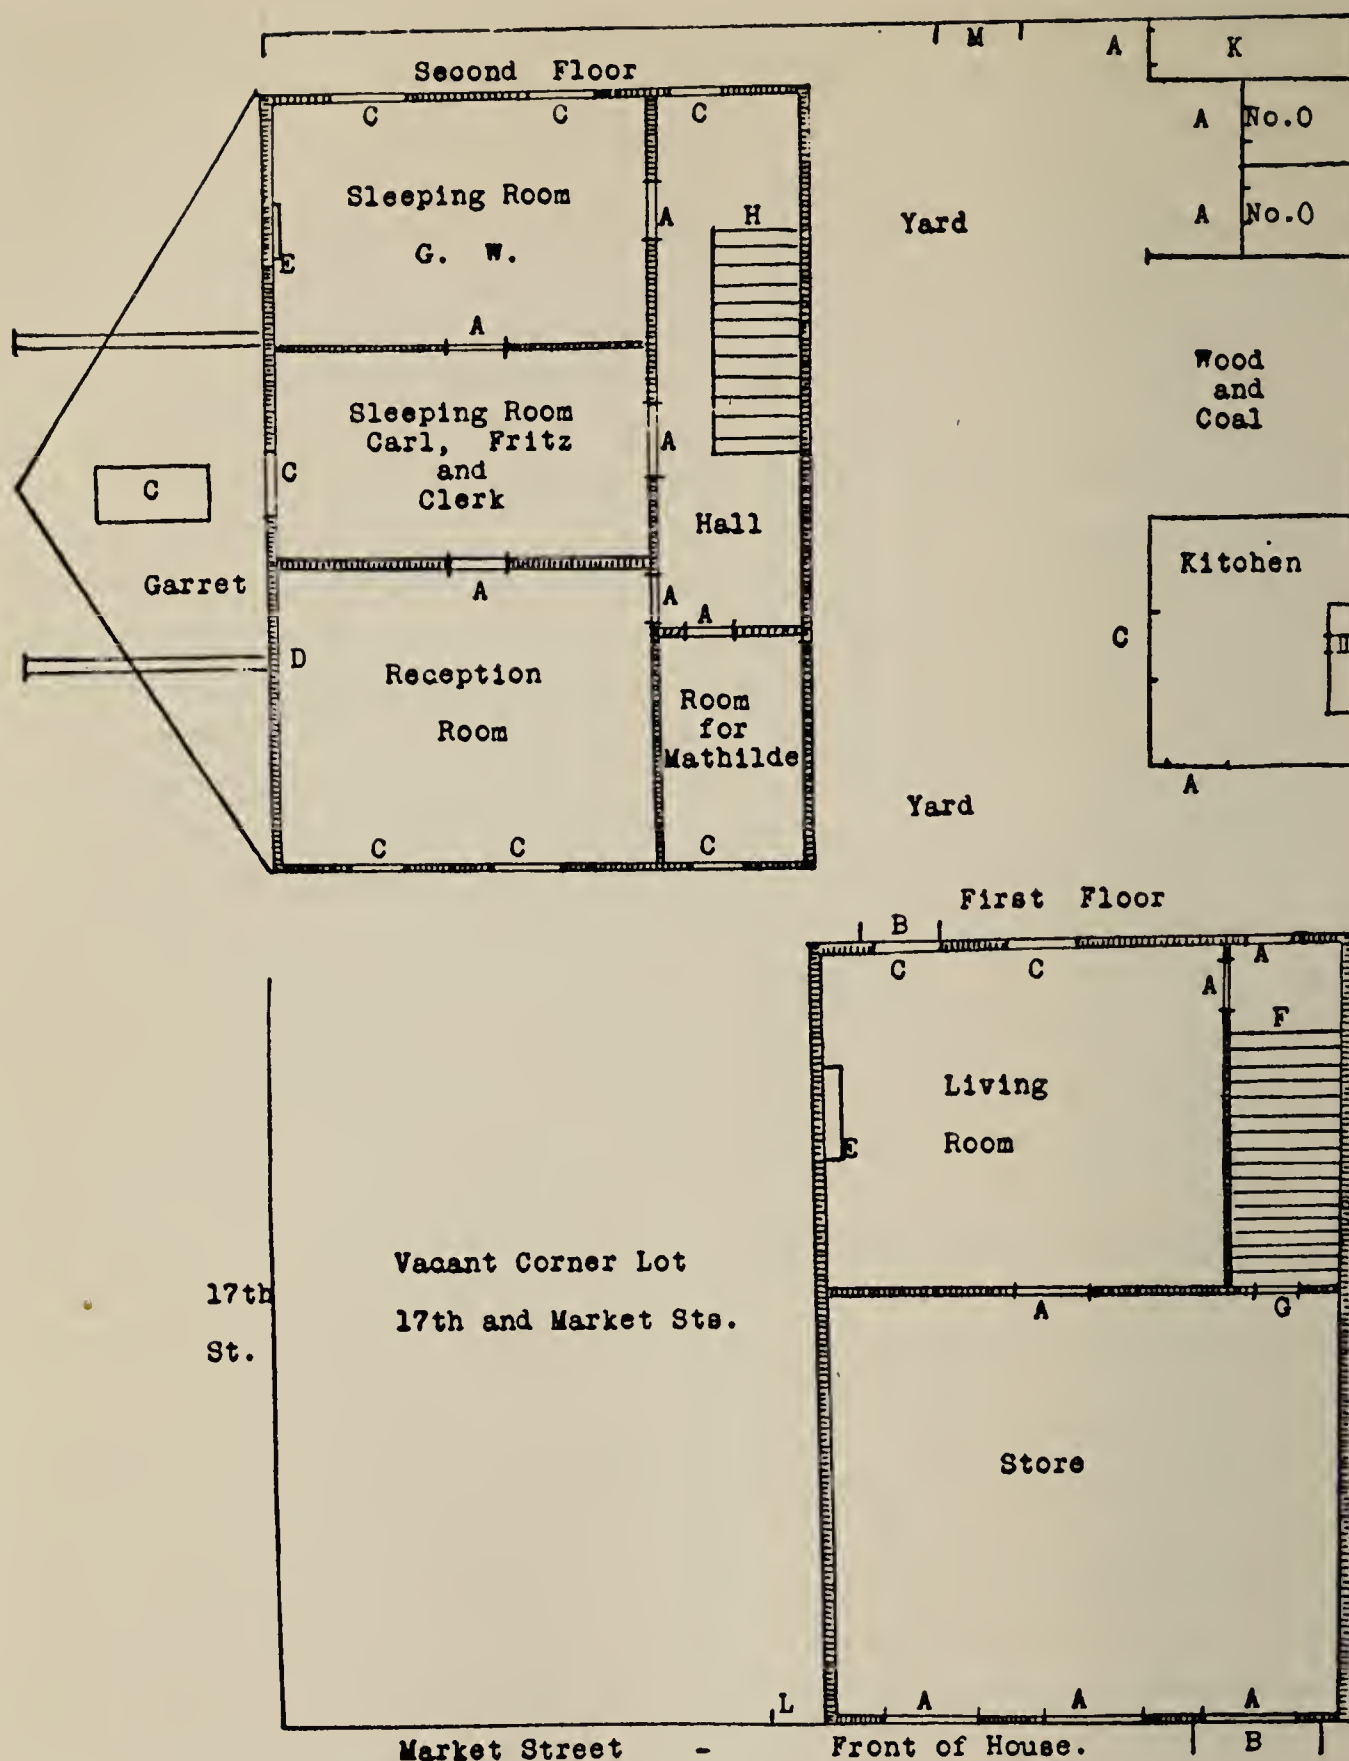 M
A
K
Second Floor
C
C
C
A
No.0
Sleeping Room
G. W.
A
H
A
No.0
Yard
E
A
Wood
and
Coal
Sleeping Room
Carl, Fritz
and
Clerk
A
C
C
Hall
Kitchen
Garret
A
A
A
C
D
Reception
Room
Room
for
Mathilde
A
Yard
C
C
C
First Floor
B
C
C
A
A
F
Living
Room
E
Vacant Corner Lot
17th and Market Sts.
17th
St.
A
G
Store
L
A
A
A
Market Street - Front of House.
B